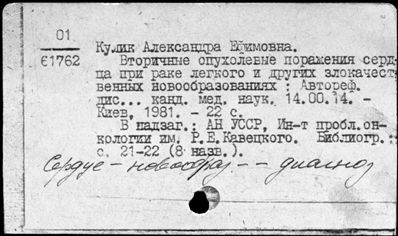 01
Кулик Александра Ефимовна.
61762
Вторичные опухолевые поражения серд-
ца при раке легкого и других злокачест
венных новообразованиях : Автореф.
дис... канд. мед. наук. 14.00.14. -
Киев, 1981. - 22 с.
В надзаг.: АН УССР, Ин-т пробл.он-
кологии им. Р.Е.Кавецкого. Библиогр.:
с. 21-22 (8 назв.).
Сердце - новообраз -- диагноз